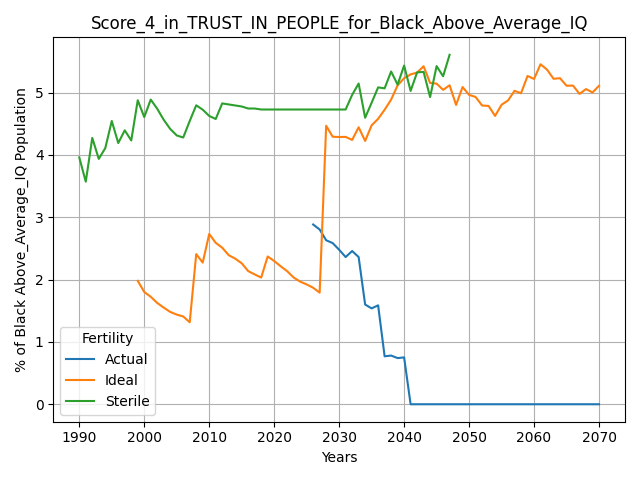 Score_4_in_TRUST_IN_PEOPLE_for_Black_Above_Average_IQ
% of Black Above_Average_IQ Population
5
4
3
2
1
0
Fertility
Actual
Ideal
Sterile
1990 2000 2010 2020 2030 2040 2050 2060 2070
Years